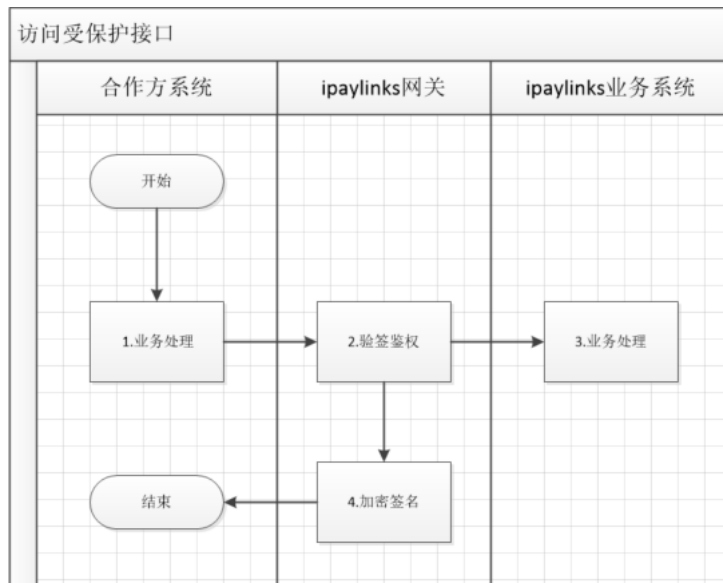 访问受保护接口
合作方系统
ipaylinks网关
ipaylinks业务系统
开始
1.业务处理
2.验签鉴权
3.业务处理
结束
4.加密签名